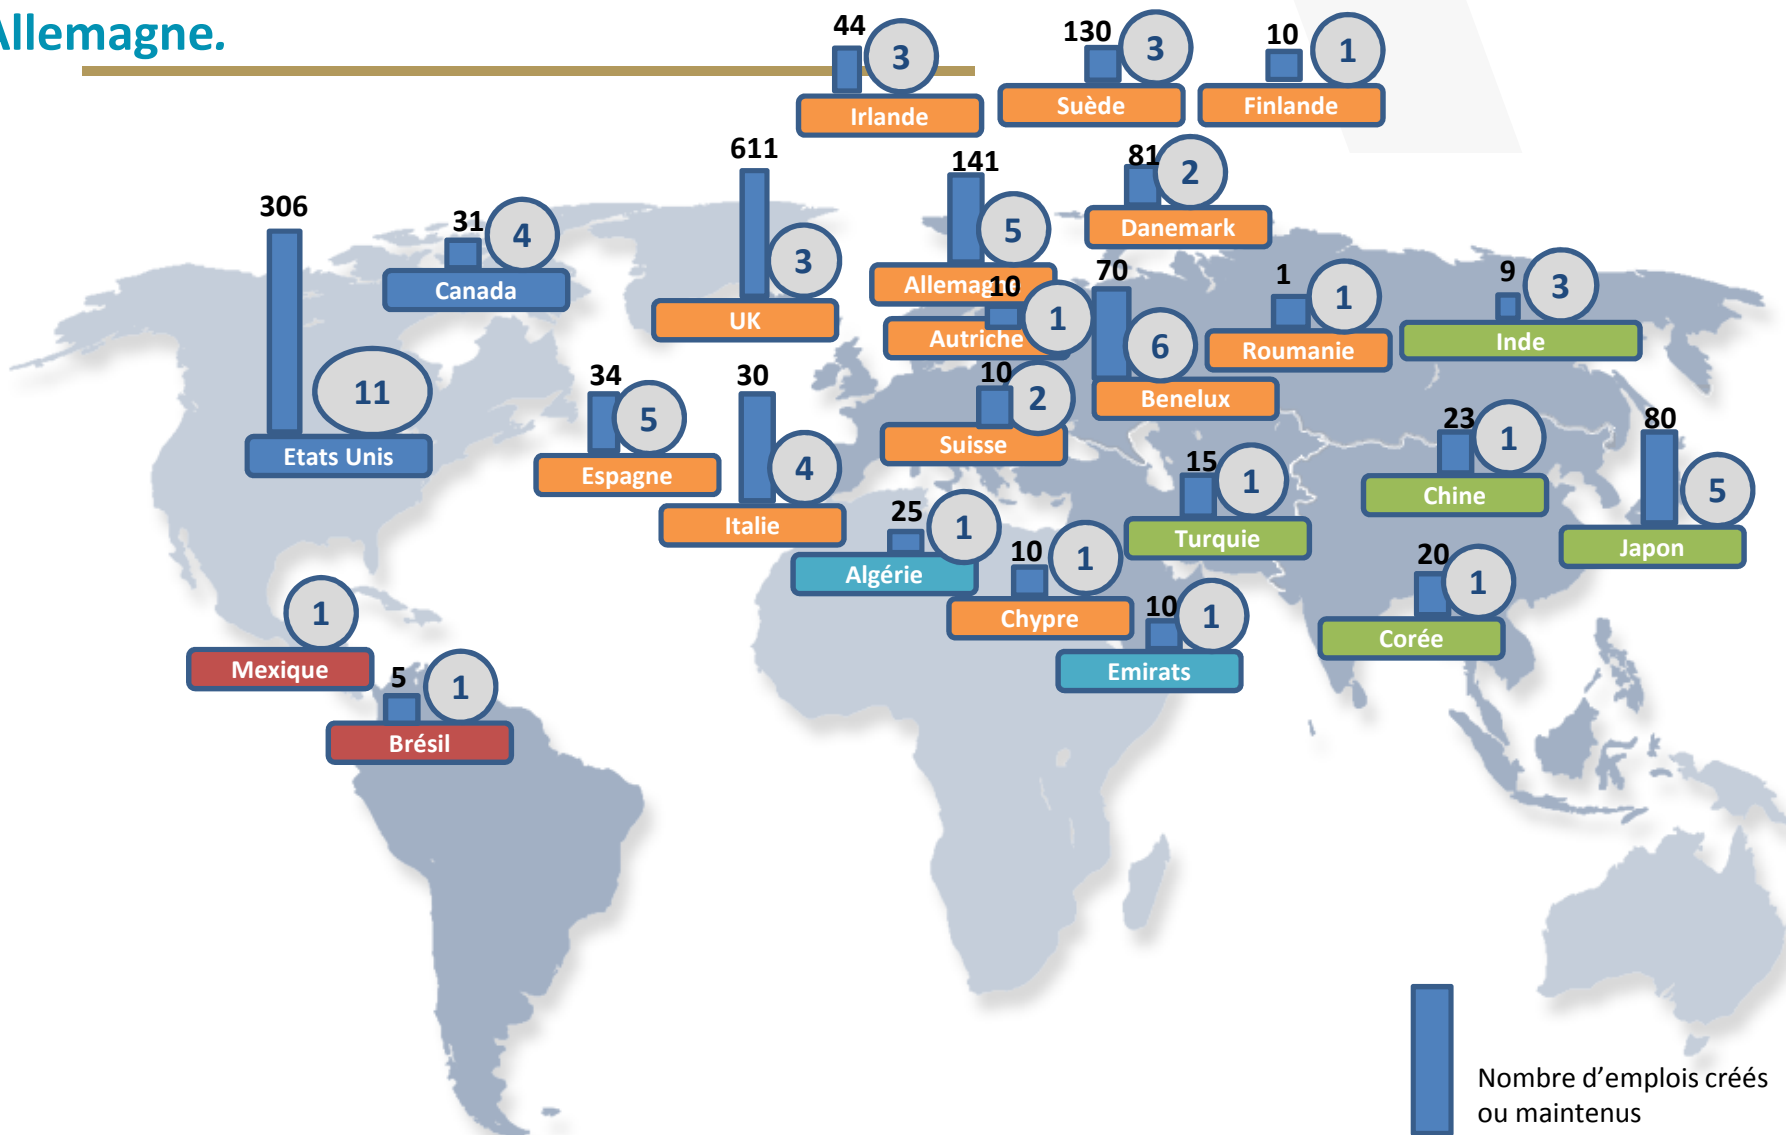 Allemagne.
44
3
Irlande
130
3
Suède
10
1
Finlande
611
3
UK
141
5
Allemagne
81
2
Danemark
306
11
Etats Unis
31
4
Canada
10
1
Autriche
70
6
Benelux
1
1
Roumanie
9
3
Inde
34
5
Espagne
30
4
Italie
10
2
Suisse
15
1
Turquie
23
1
Chine
80
5
Japon
25
1
Algérie
10
1
Chypre
10
1
Emirats
20
1
Corée
1
Mexique
5
1
Brésil
Nombre d’emplois créés
ou maintenus